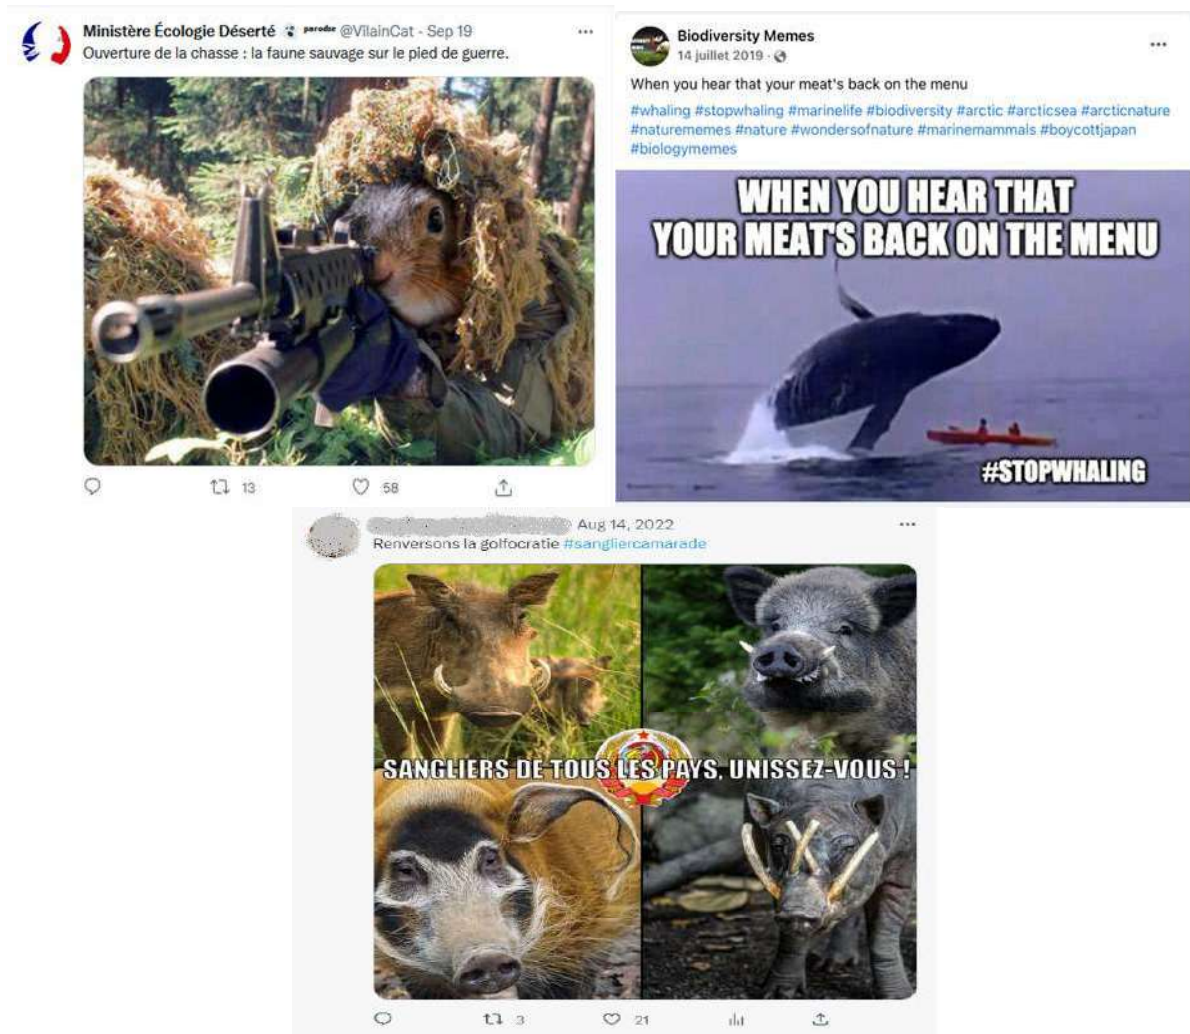 Ministère Écologie Déserté parodie @VilainCat · Sep 19
Ouverture de la chasse : la faune sauvage sur le pied de guerre.
13
58
Biodiversity Memes
14 juillet 2019 ·
When you hear that your meat's back on the menu
#whaling #stopwhaling #marinelife #biodiversity #arctic #arcticsea #arcticnature
#naturememes #nature #wondersofnature #marinemammals #boycottjapan
#biologymemes
WHEN YOU HEAR THAT
YOUR MEAT'S BACK ON THE MENU
#STOPWHALING
Aug 14, 2022
Renversons la golfocratie #sangliercamarade
SANGLIERS DE TOUS LES PAYS, UNISSEZ-VOUS !
3
21